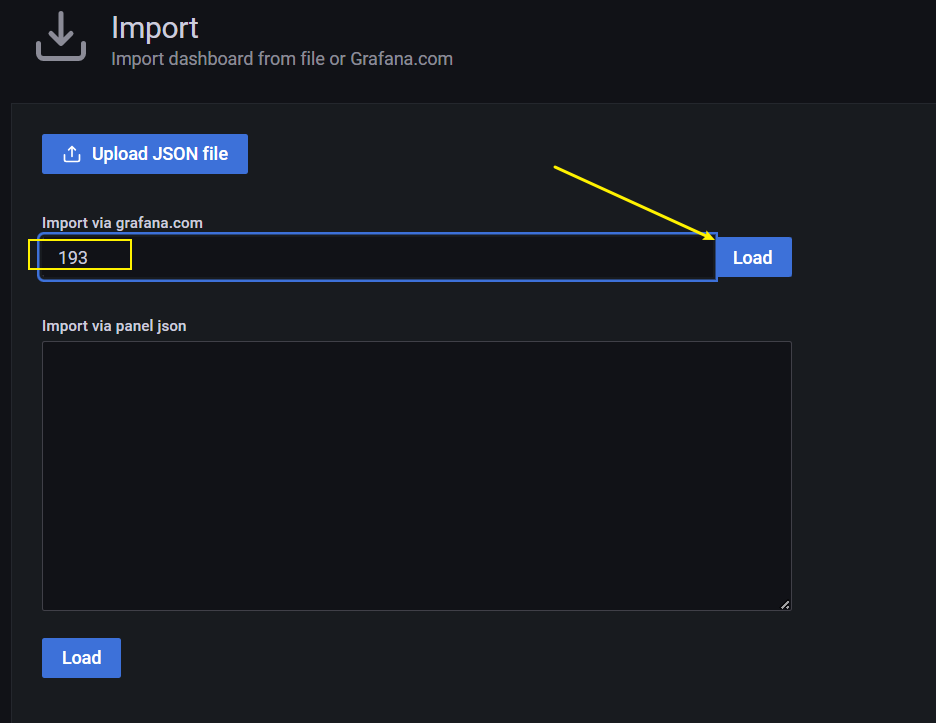 Import
Import dashboard from file or Grafana.com
Upload JSON file
Import via grafana.com
193
Load
Import via panel json
Load